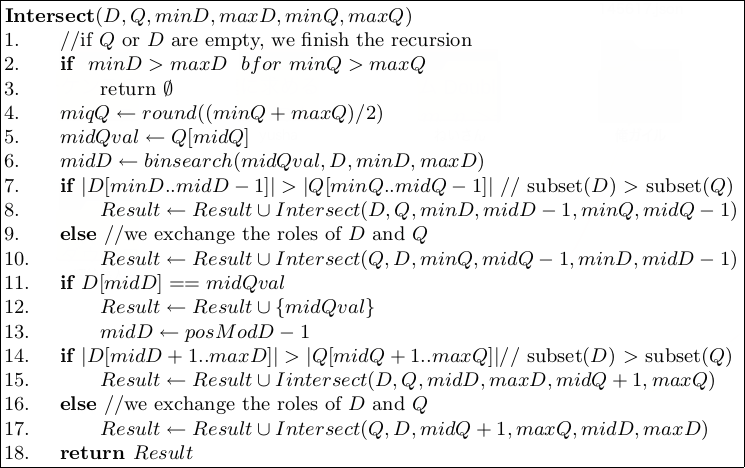 Intersect(D, Q, minD, maxD, minQ, maxQ)
1. //if Q or D are empty, we finish the recursion
2. if minD > maxD bfor minQ > maxQ
3. return ∅
4. miqQ ← round((minQ + maxQ)/2)
5. midQval ← Q[midQ]
6. midD ← binsearch(midQval, D, minD, maxD)
7. if |D[minD..midD − 1]| > |Q[minQ..midQ − 1]| // subset(D) > subset(Q)
8. Result ← Result ∪ Intersect(D, Q, minD, midD − 1, minQ, midQ − 1)
9. else //we exchange the roles of D and Q
10. Result ← Result ∪ Intersect(Q, D, minQ, midQ − 1, minD, midD − 1)
11. if D[midD] == midQval
12. Result ← Result ∪ {midQval}
13. midD ← posModD − 1
14. if |D[midD + 1..maxD]| > |Q[midQ + 1..maxQ]|// subset(D) > subset(Q)
15. Result ← Result ∪ Iintersect(D, Q, midD, maxD, midQ + 1, maxQ)
16. else //we exchange the roles of D and Q
17. Result ← Result ∪ Intersect(Q, D, midQ + 1, maxQ, midD, maxD)
18. return Result